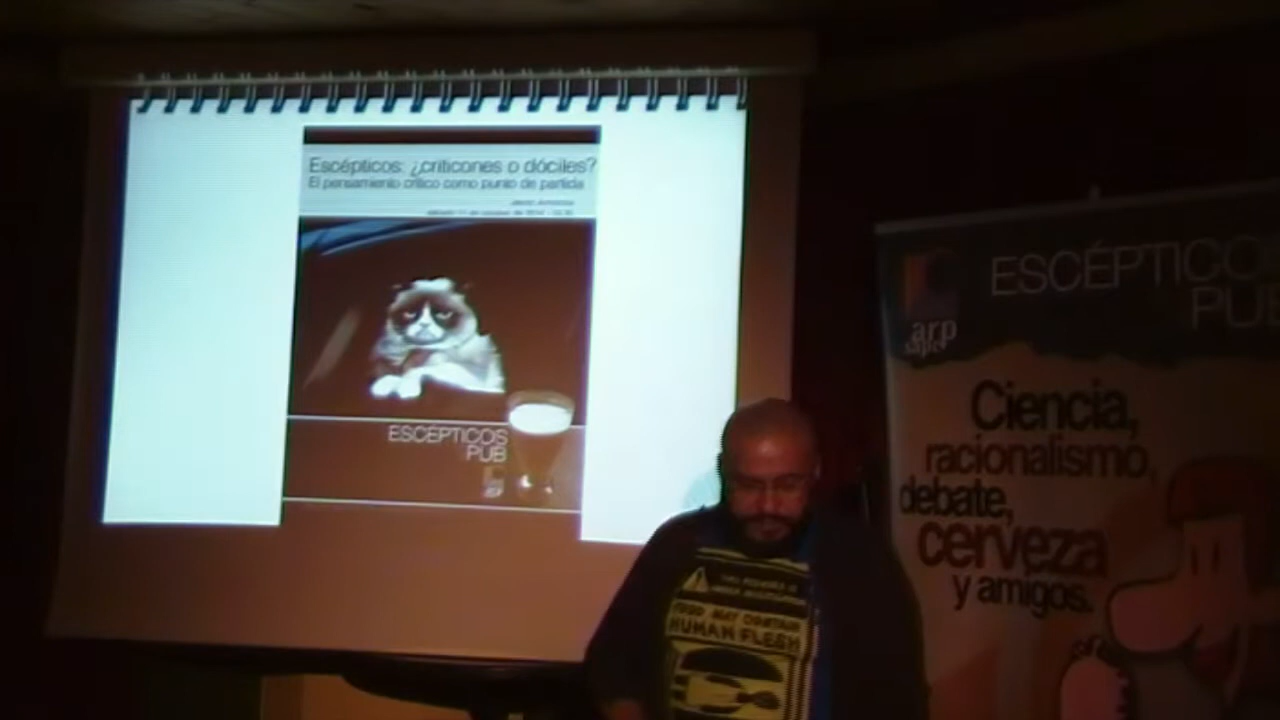 Escépticos: ¿criticones o dóciles?
El pensamiento crítico como punto de partida
ESCÉPTICOS
PUB
ESCÉPTICOS
PUB
arp
sapc
Ciencia,
racionalismo,
debate,
cerveza
y amigos.
FOOD MAY CONTAIN
HUMAN FLESH